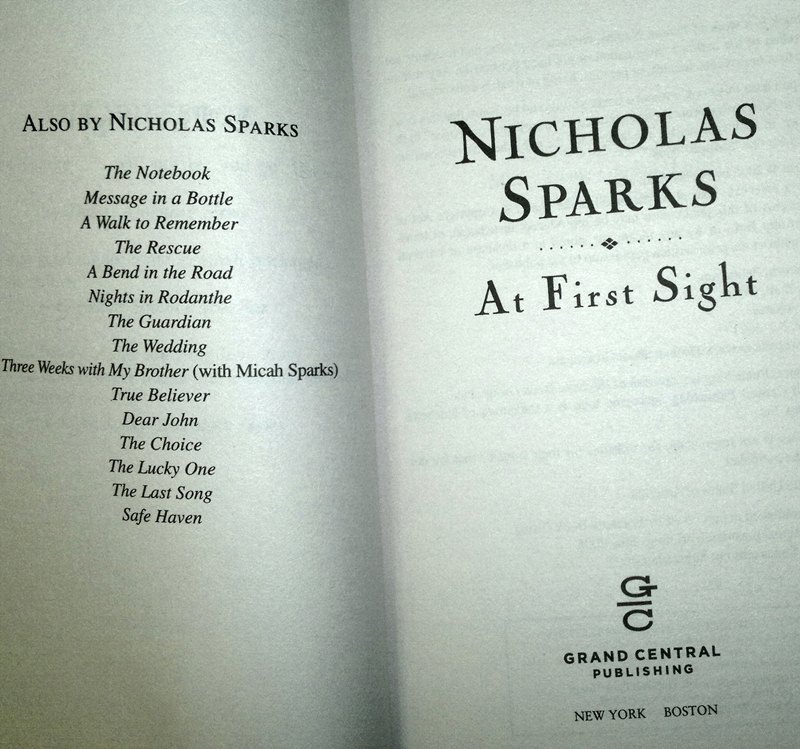 ALSO BY NICHOLAS SPARKS
The Notebook
Message in a Bottle
A Walk to Remember
The Rescue
A Bend in the Road
Nights in Rodanthe
The Guardian
The Wedding
Three Weeks with My Brother (with Micah Sparks)
True Believer
Dear John
The Choice
The Lucky One
The Last Song
Safe Haven
NICHOLAS
SPARKS
At First Sight
GC
GRAND CENTRAL
PUBLISHING
NEW YORK BOSTON